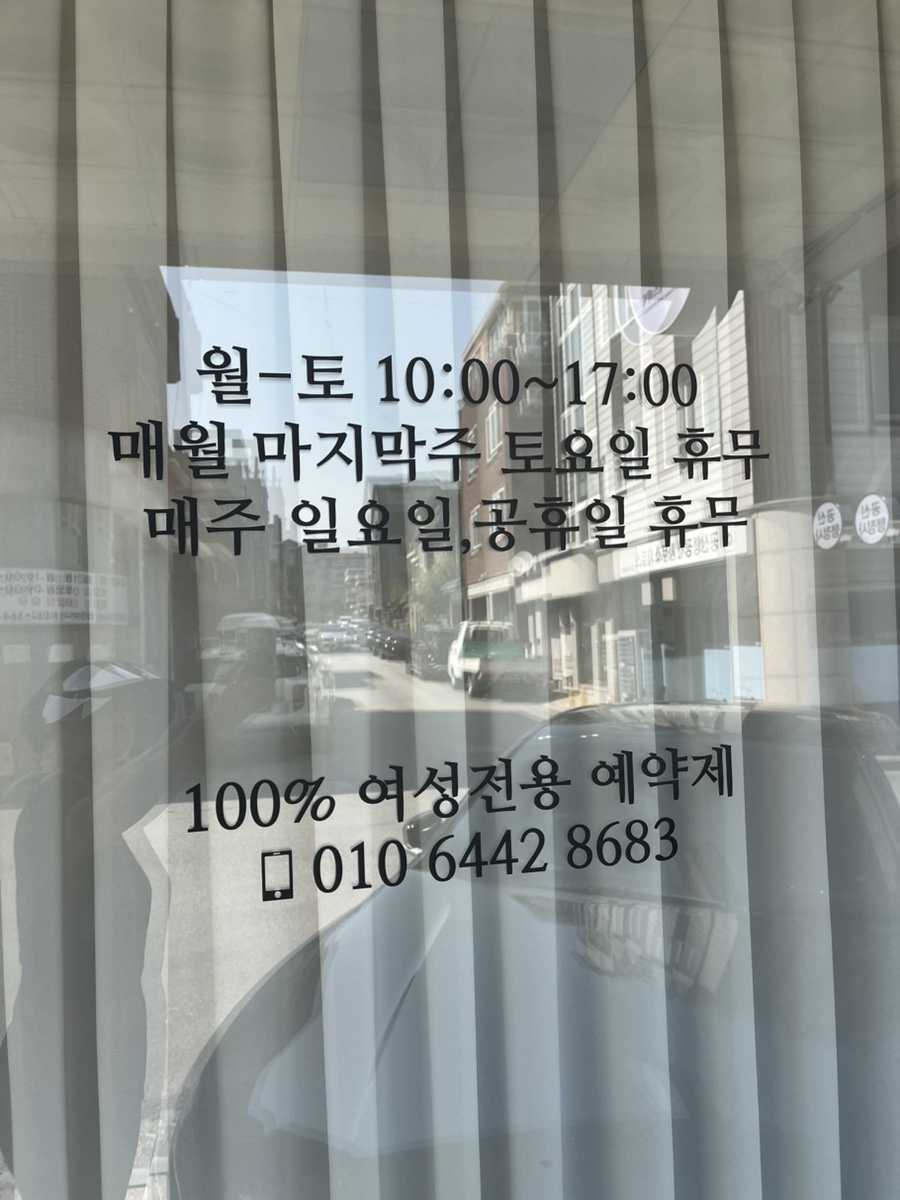 월-토 10:00~17:00
매월 마지막주 토요일 휴무
매주 일요일,공휴일 휴무
100% 여성전용 예약제
010 6442 8683